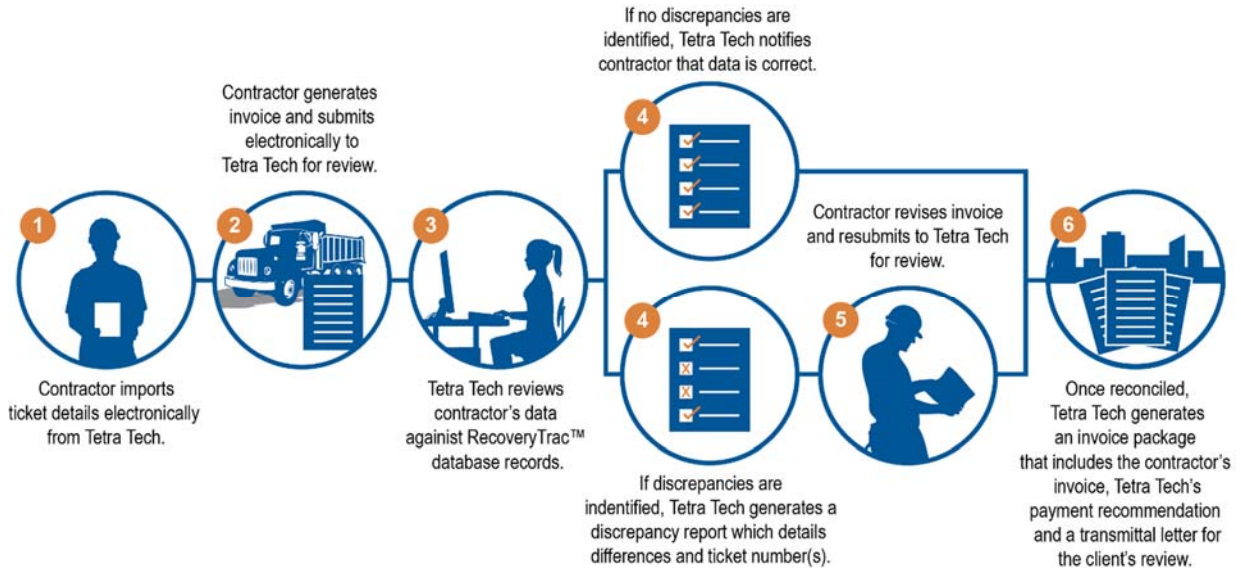 1
Contractor imports
ticket details electronically
from Tetra Tech.
Contractor generates
invoice and submits
electronically to
Tetra Tech for review.
2
3
Tetra Tech reviews
contractor's data
againist RecoveryTrac™
database records.
If no discrepancies are
identified, Tetra Tech notifies
contractor that data is correct.
4
4
If discrepancies are
indentified, Tetra Tech generates a
discrepancy report which details
differences and ticket number(s).
Contractor revises invoice
and resubmits to Tetra Tech
for review.
5
6
Once reconciled,
Tetra Tech generates
an invoice package
that includes the contractor's
invoice, Tetra Tech's
payment recommendation
and a transmittal letter for
the client's review.